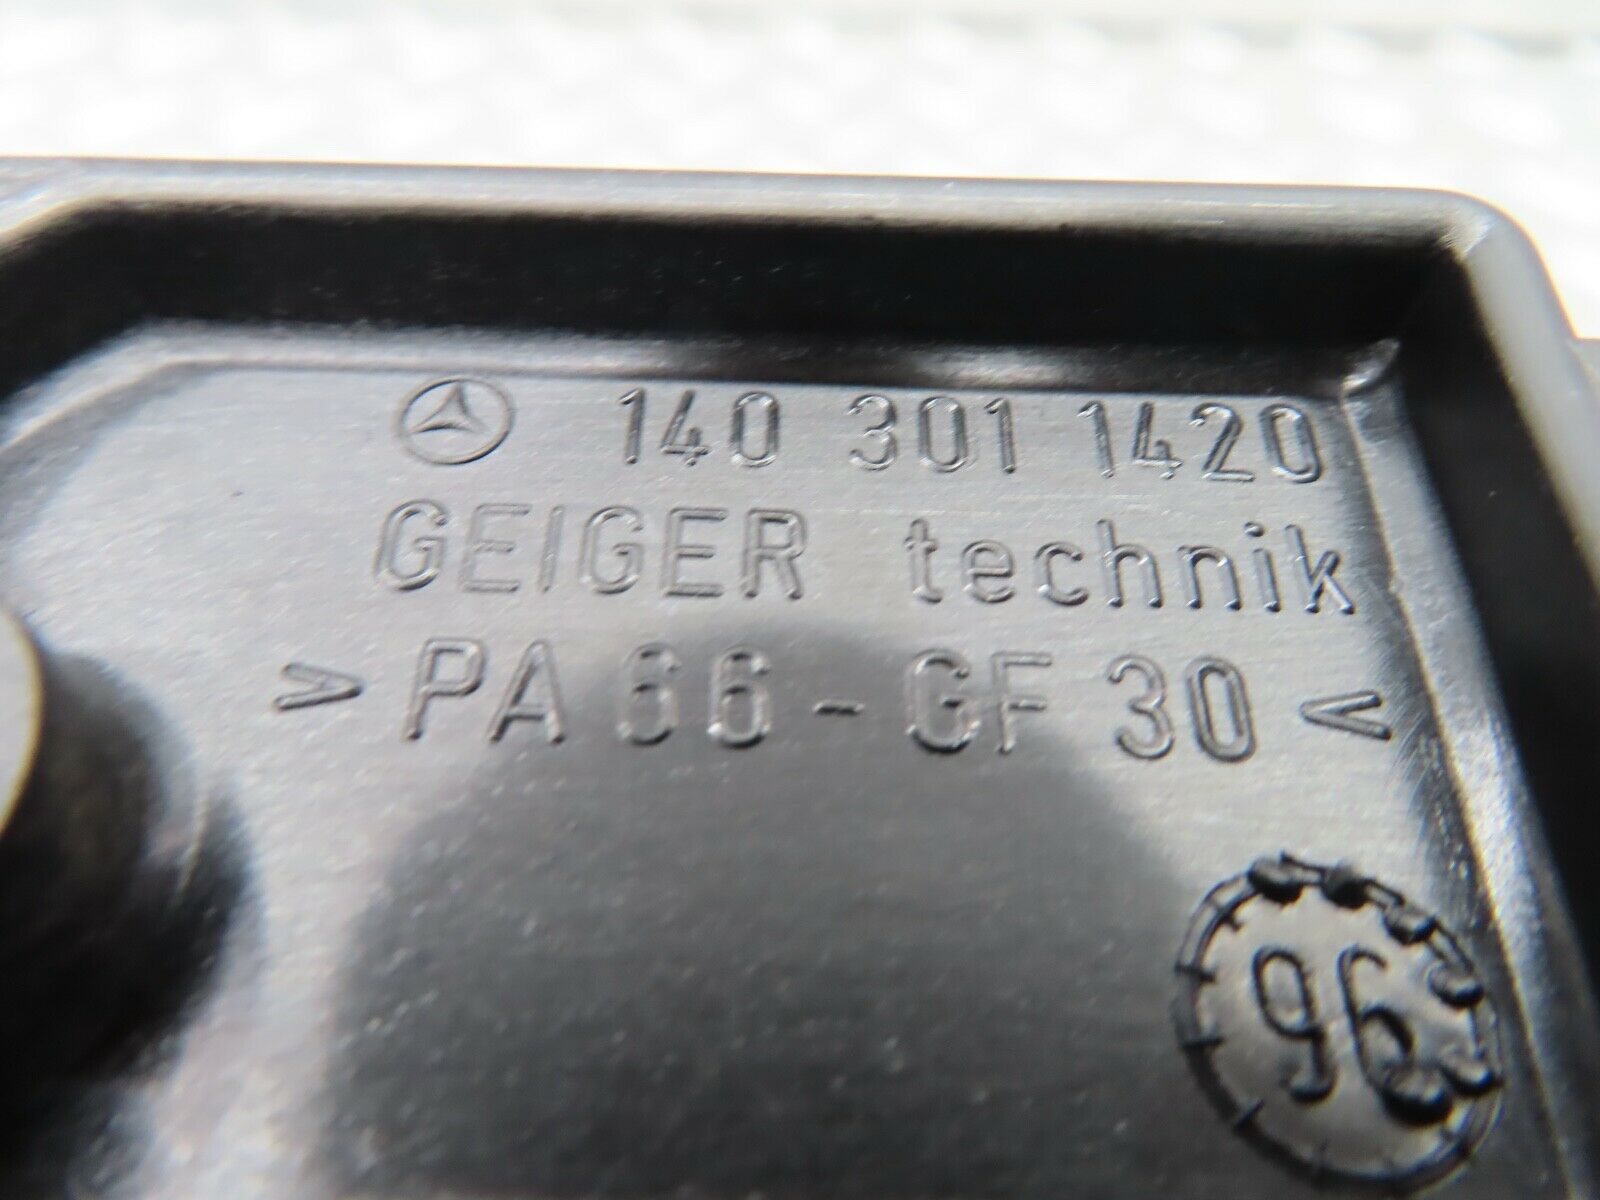 140 301 1420
GEIGER technik
> PA 66 - GF 30 <
96